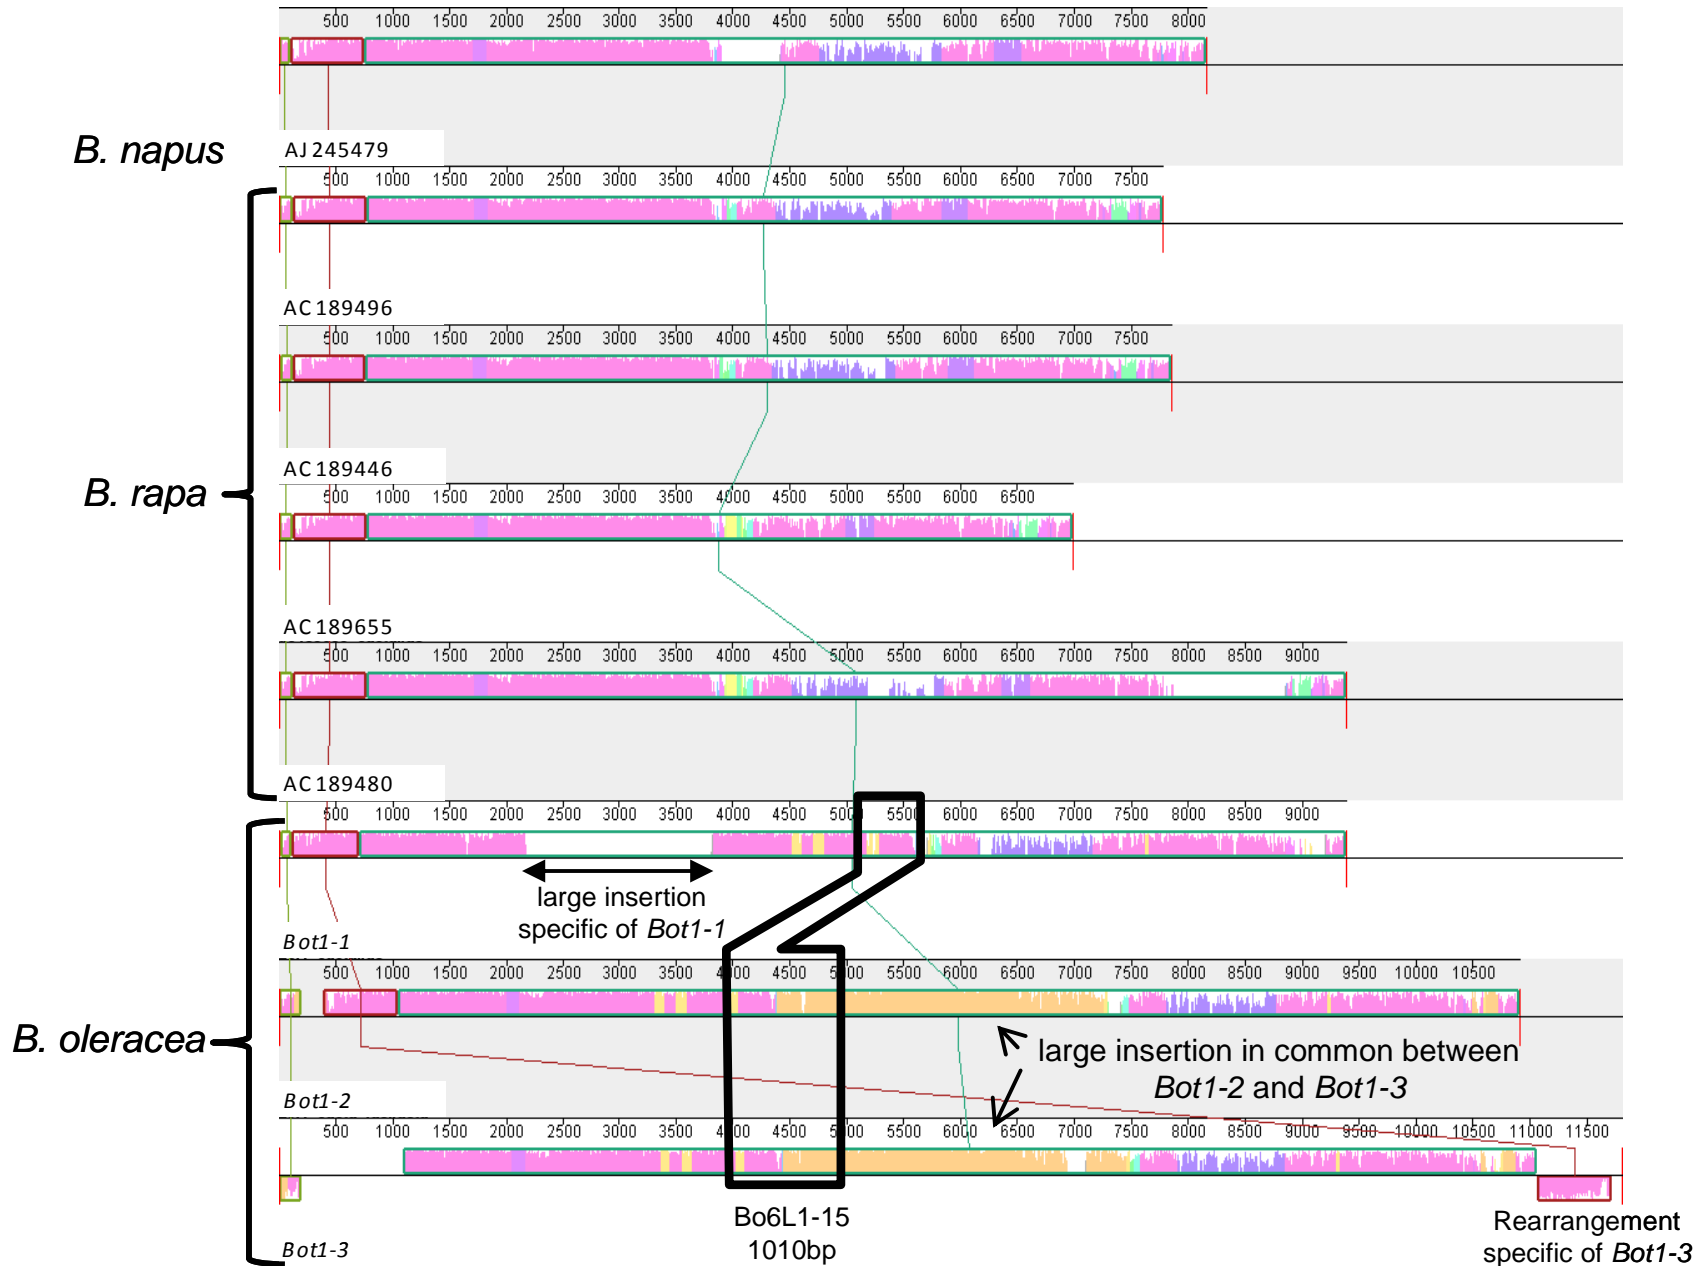 500 1000 1500 2000 2500 3000 3500 4000 4500 5000 5500 6000 6500 7000 7500 8000
B. napus
AJ245479
500 1000 1500 2000 2500 3000 3500 4000 4500 5000 5500 6000 6500 7000 7500
AC189496
500 1000 1500 2000 2500 3000 3500 4000 4500 5000 5500 6000 6500 7000 7500
B. rapa
AC189446
500 1000 1500 2000 2500 3000 3500 4000 4500 5000 5500 6000 6500
AC189655
500 1000 1500 2000 2500 3000 3500 4000 4500 5000 5500 6000 6500 7000 7500 8000 8500 9000
AC189480
500 1000 1500 2000 2500 3000 3500 4000 4500 5000 5500 6000 6500 7000 7500 8000 8500 9000
large insertion
specific of Bot1-1
Bot1-1
500 1000 1500 2000 2500 3000 3500 4000 4500 5000 5500 6000 6500 7000 7500 8000 8500 9000 9500 10000 10500
B. oleracea
large insertion in common between
Bot1-2 and Bot1-3
Bot1-2
500 1000 1500 2000 2500 3000 3500 4000 4500 5000 5500 6000 6500 7000 7500 8000 8500 9000 9500 10000 10500 11000 11500
Bo6L1-15
1010bp
Rearrangement
specific of Bot1-3
Bot1-3